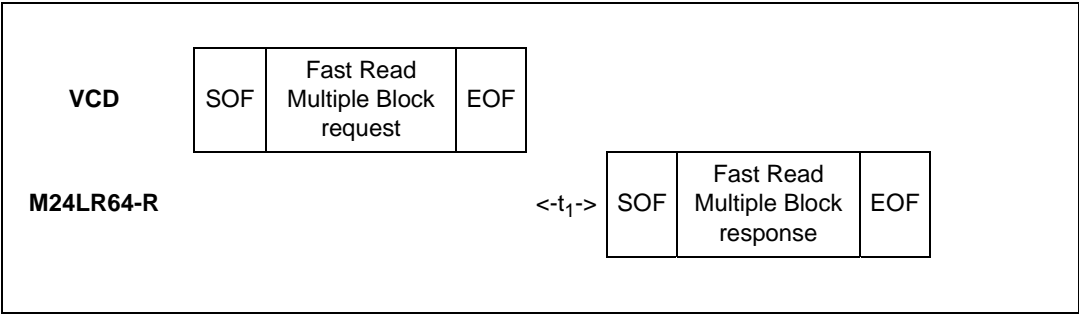 Fast Read
VCD SOF Multiple Block EOF
request
Fast Read
M24LR64-R <-t₁-> SOF Multiple Block EOF
response